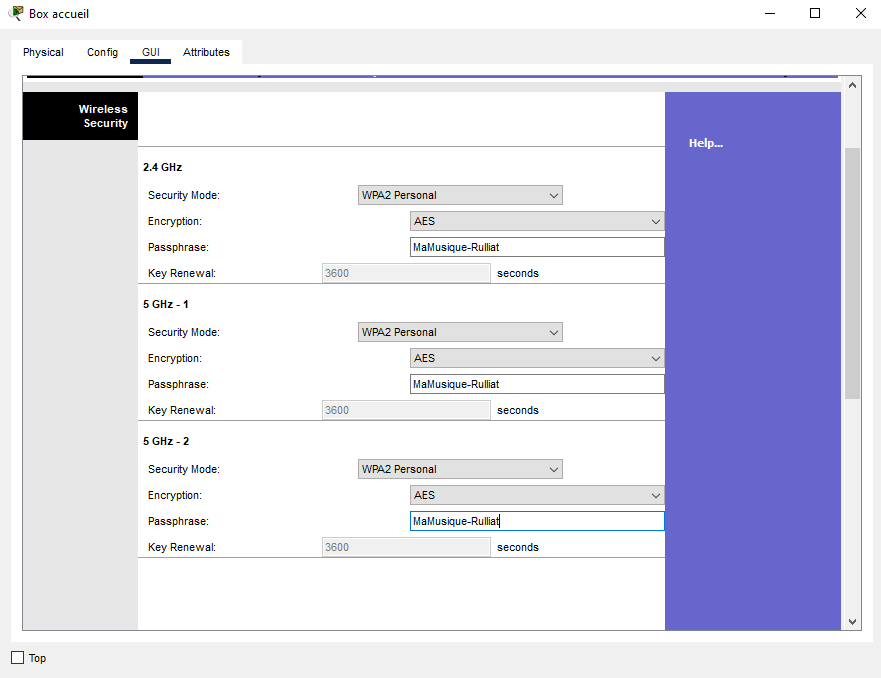 Box accueil
Physical Config GUI Attributes
Wireless
Security
Help...
2.4 GHz
Security Mode: WPA2 Personal
Encryption: AES
Passphrase: MaMusique-Rulliat
Key Renewal: 3600 seconds
5 GHz - 1
Security Mode: WPA2 Personal
Encryption: AES
Passphrase: MaMusique-Rulliat
Key Renewal: 3600 seconds
5 GHz - 2
Security Mode: WPA2 Personal
Encryption: AES
Passphrase: MaMusique-Rulliat
Key Renewal: 3600 seconds
Top